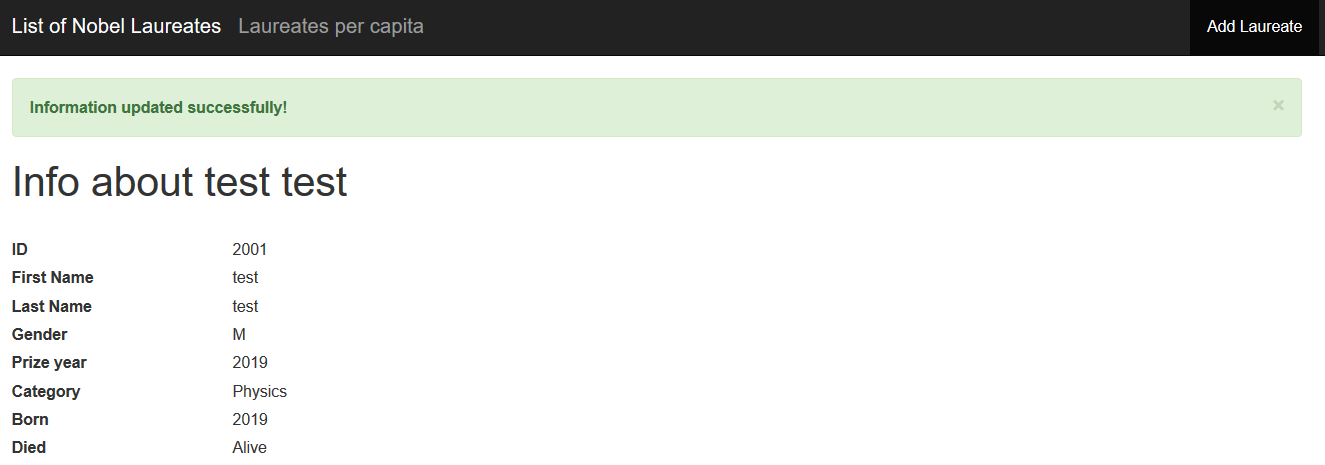 List of Nobel Laureates Laureates per capita Add Laureate
Information updated successfully! ×
Info about test test
ID 2001
First Name test
Last Name test
Gender M
Prize year 2019
Category Physics
Born 2019
Died Alive